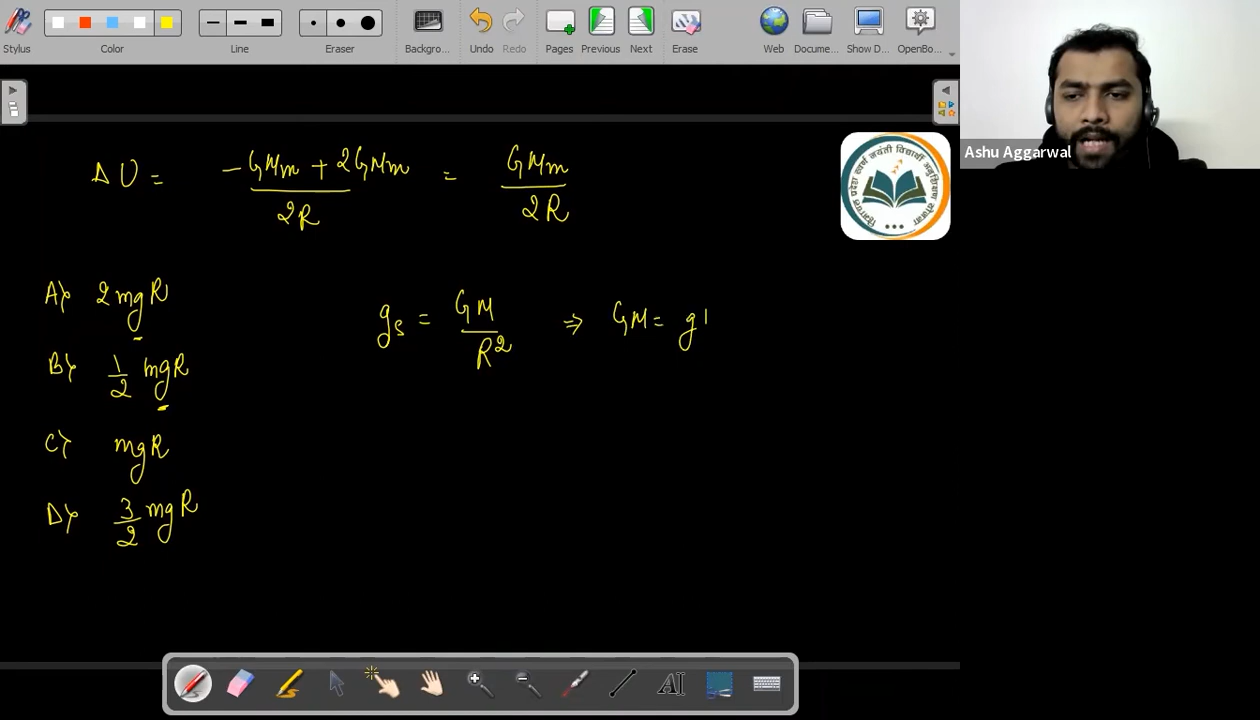 Stylus Color Line Eraser Backgro... Undo Redo Pages Previous Next Erase Web Docume... Show D... OpenBo...
Ashu Aggarwal
ΔU = -GMm + 2GMm / 2R = GMm / 2R
A) 2mgR
g_s = GM / R² ⇒ GM = g
B) 1/2 mgR
C) mgR
D) 3/2 mgR